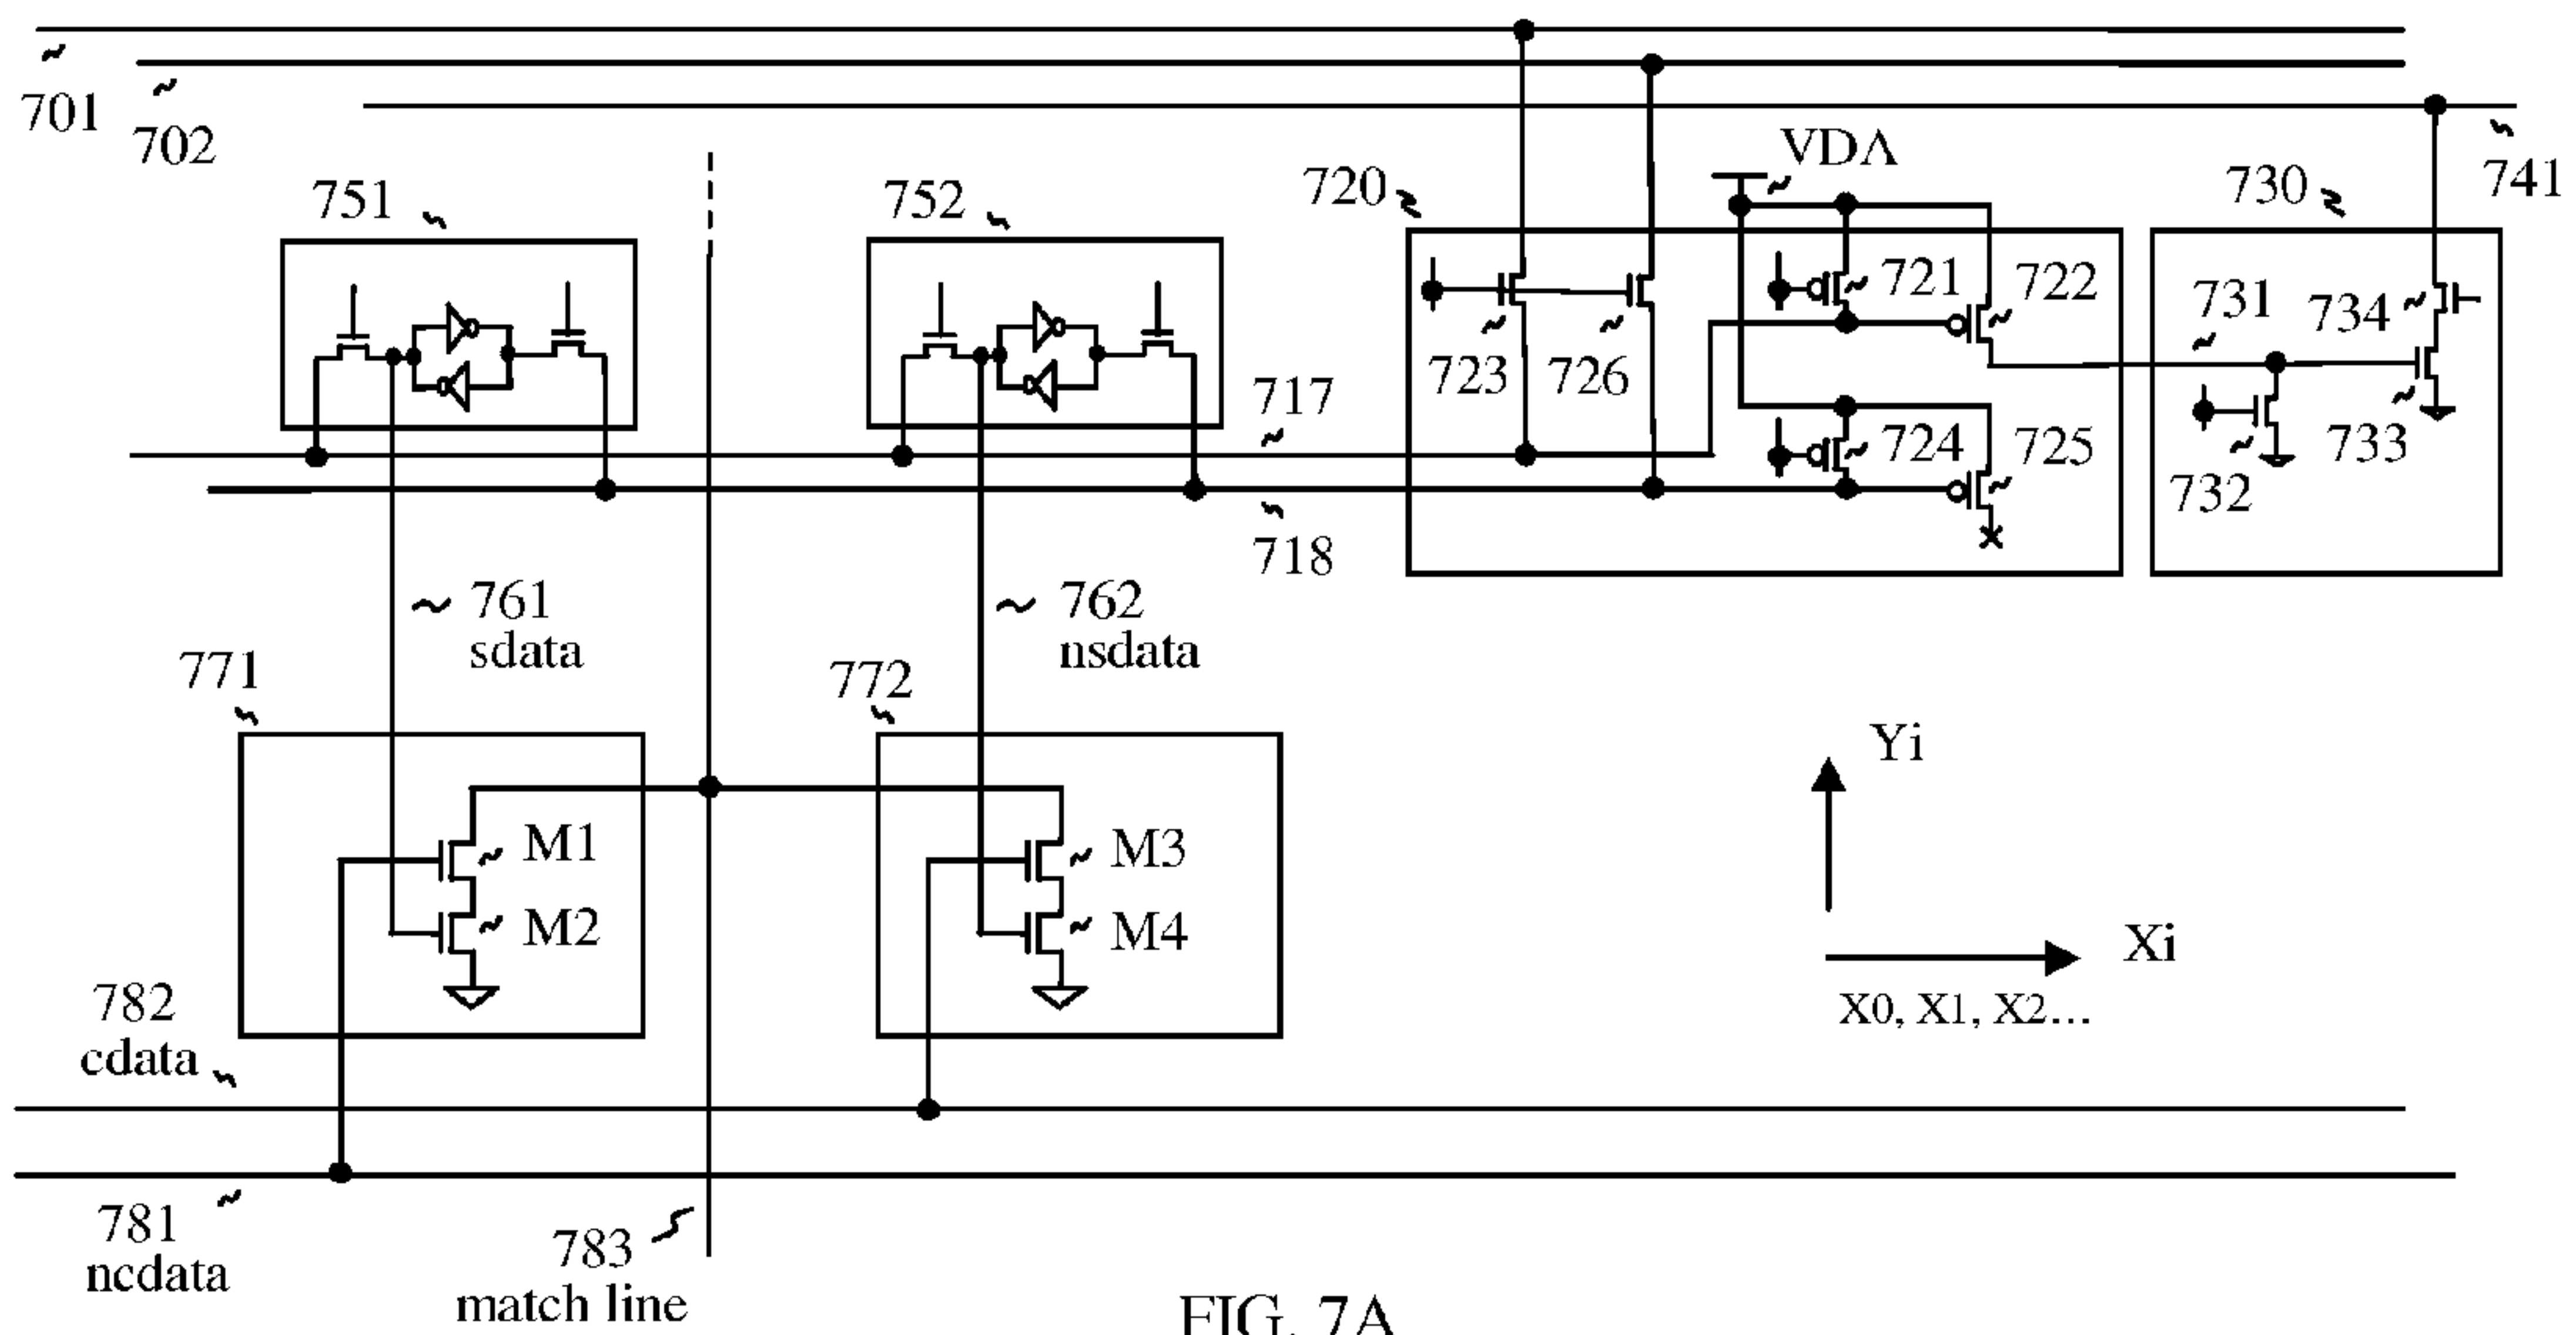 701
702
741
VDA
751
752
720
730
721
722
731
734
723
726
717
724
725
733
732
718
761
sdata
762
nsdata
771
772
Yi
M1
M3
M2
M4
Xi
X0, X1, X2...
782
cdata
781
ncdata
783
match line
FIG. 7A